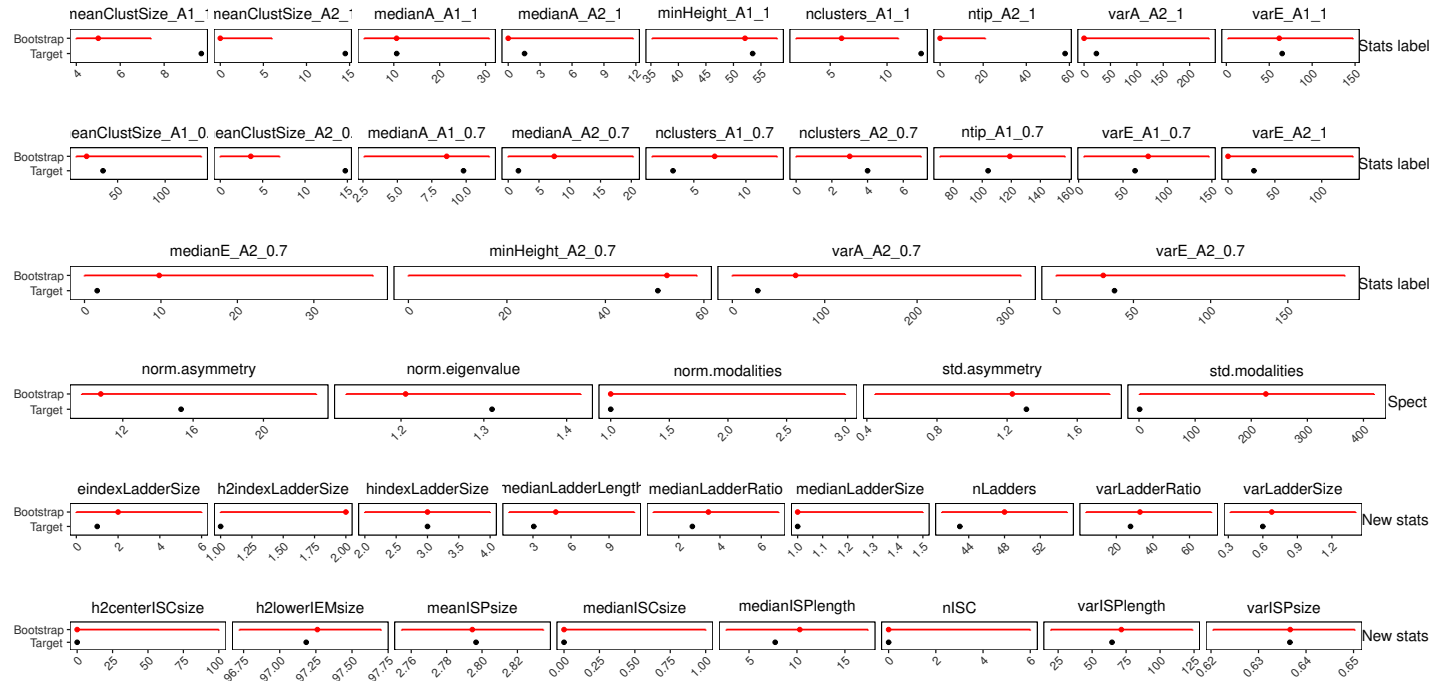 neanClustSize_A1_1 neanClustSize_A2_1 medianA_A1_1 medianA_A2_1 minHeight_A1_1 nclusters_A1_1 ntip_A2_1 varA_A2_1 varE_A1_1
Bootstrap
Target
Stats label
4 6 8 0 5 10 15 10 20 30 0 3 6 9 12 35 40 45 50 55 5 10 0 20 40 60 0 50 100 150 200 0 50 100 150
eanClustSize_A1_0. eanClustSize_A2_0. medianA_A1_0.7 medianA_A2_0.7 nclusters_A1_0.7 nclusters_A2_0.7 ntip_A1_0.7 varE_A1_0.7 varE_A2_1
Bootstrap
Target
Stats label
50 100 0 5 10 15 2.5 5.0 7.5 10.0 0 5 10 15 20 5 10 0 2 4 6 80 100 120 140 160 0 50 100 150 0 50 100
medianE_A2_0.7 minHeight_A2_0.7 varA_A2_0.7 varE_A2_0.7
Bootstrap
Target
Stats label
0 10 20 30 0 20 40 60 0 100 200 300 0 50 100 150
norm.asymmetry norm.eigenvalue norm.modalities std.asymmetry std.modalities
Bootstrap
Target
Spect
12 16 20 1.2 1.3 1.4 1.0 1.5 2.0 2.5 3.0 0.4 0.8 1.2 1.6 0 100 200 300 400
eindexLadderSize h2indexLadderSize hindexLadderSize nedianLadderLength medianLadderRatio medianLadderSize nLadders varLadderRatio varLadderSize
Bootstrap
Target
New stats
0 2 4 6 1.00 1.25 1.50 1.75 2.00 2.0 2.5 3.0 3.5 4.0 3 6 9 2 4 6 1.0 1.1 1.2 1.3 1.4 1.5 44 48 52 20 40 60 0.3 0.6 0.9 1.2
h2centerISCsize h2lowerIEMsize meanISPsize medianISCsize medianISPlength nISC varISPlength varISPsize
Bootstrap
Target
New stats
0 25 50 75 100 96.75 97.00 97.25 97.50 97.75 2.76 2.78 2.80 2.82 0.00 0.25 0.50 0.75 1.00 5 10 15 0 2 4 6 25 50 75 100 125 0.62 0.63 0.64 0.65